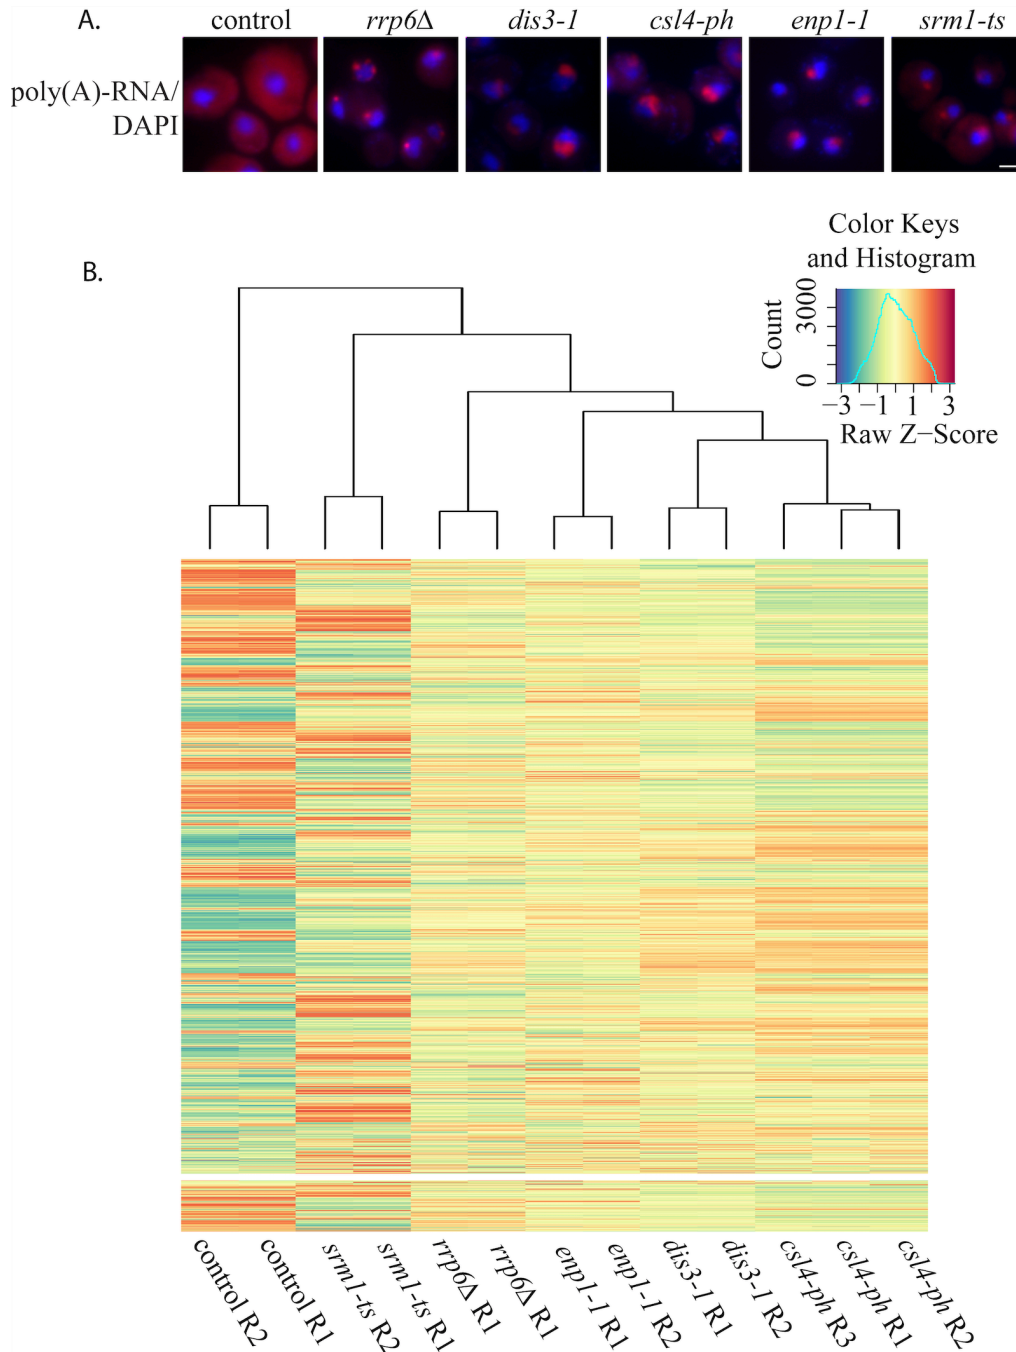 A.
control rrp6Δ dis3-1 csl4-ph enp1-1 srm1-ts
poly(A)-RNA/
DAPI
B.
Color Keys
and Histogram
Count
0 3000
−3 −1 1 3
Raw Z−Score
control R2
control R1
srm1-ts R2
srm1-ts R1
rrp6Δ R1
rrp6Δ R1
enp1-1 R1
enp1-1 R2
dis3-1 R1
dis3-1 R2
csl4-ph R3
csl4-ph R1
csl4-ph R2